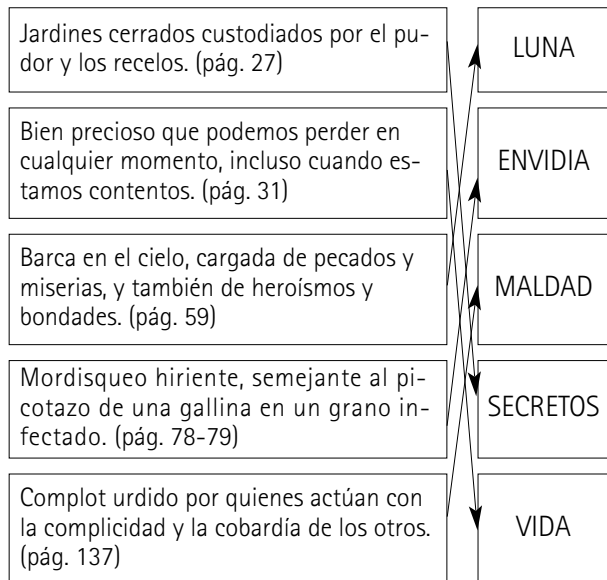 Jardines cerrados custodiados por el pu-
dor y los recelos. (pág. 27)
LUNA
Bien precioso que podemos perder en
cualquier momento, incluso cuando es-
tamos contentos. (pág. 31)
ENVIDIA
Barca en el cielo, cargada de pecados y
miserias, y también de heroísmos y
bondades. (pág. 59)
MALDAD
Mordisqueo hiriente, semejante al pi-
cotazo de una gallina en un grano in-
fectado. (pág. 78-79)
SECRETOS
Complot urdido por quienes actúan con
la complicidad y la cobardía de los otros.
(pág. 137)
VIDA